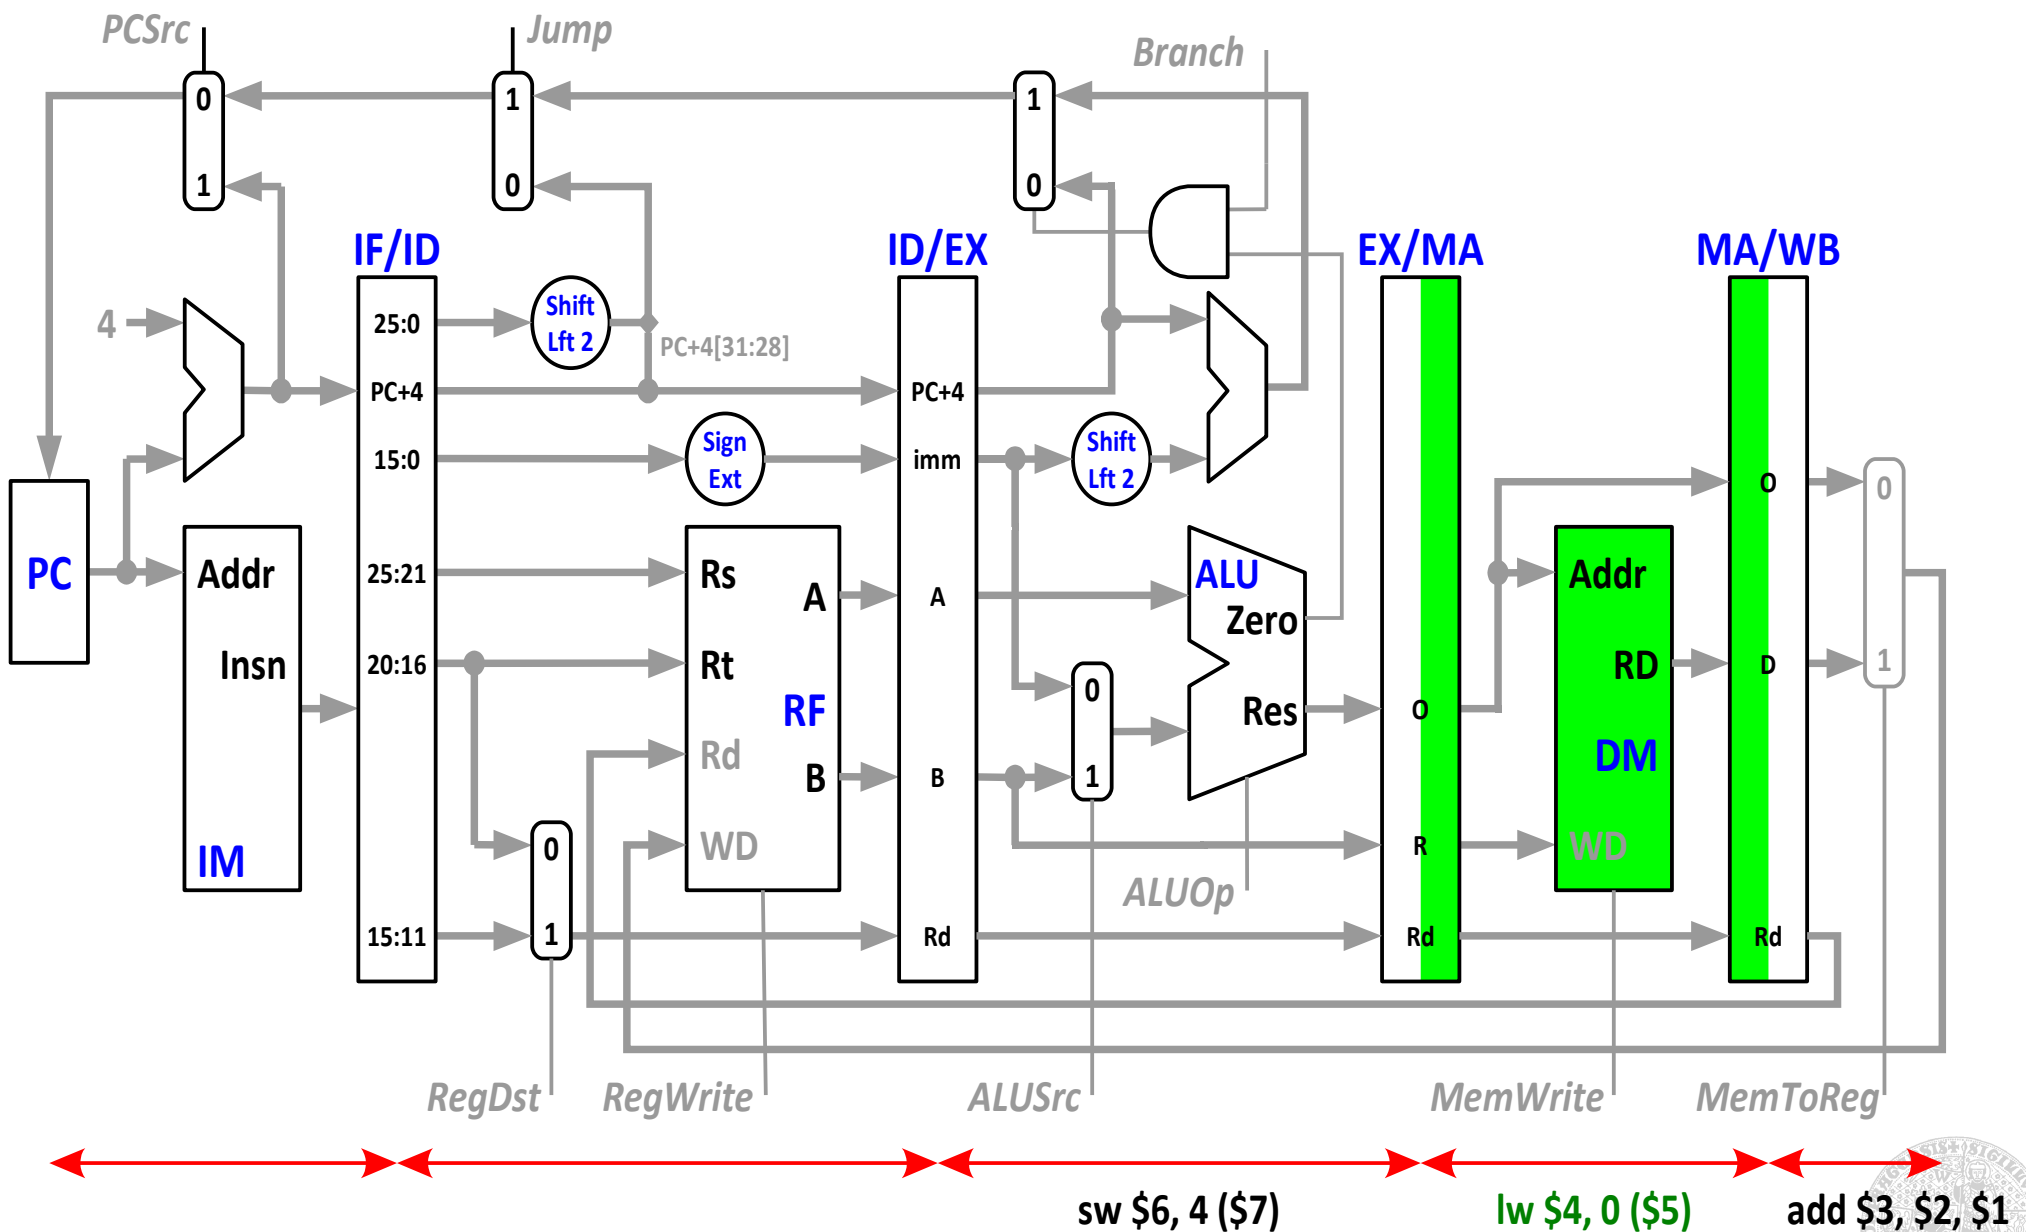 PCSrc
Jump
Branch
0
1
1
0
1
0
IF/ID
ID/EX
EX/MA
MA/WB
4
25:0
Shift
Lft 2
PC+4[31:28]
PC+4
PC+4
15:0
Sign
Ext
imm
Shift
Lft 2
O
0
PC
Addr
Insn
IM
25:21
20:16
15:11
Rs
Rt
Rd
WD
RF
A
B
A
B
Rd
0
1
0
1
ALU
Zero
Res
ALUOp
O
R
Rd
Addr
RD
DM
WD
D
Rd
1
RegDst
RegWrite
ALUSrc
MemWrite
MemToReg
sw $6, 4 ($7)
lw $4, 0 ($5)
add $3, $2, $1